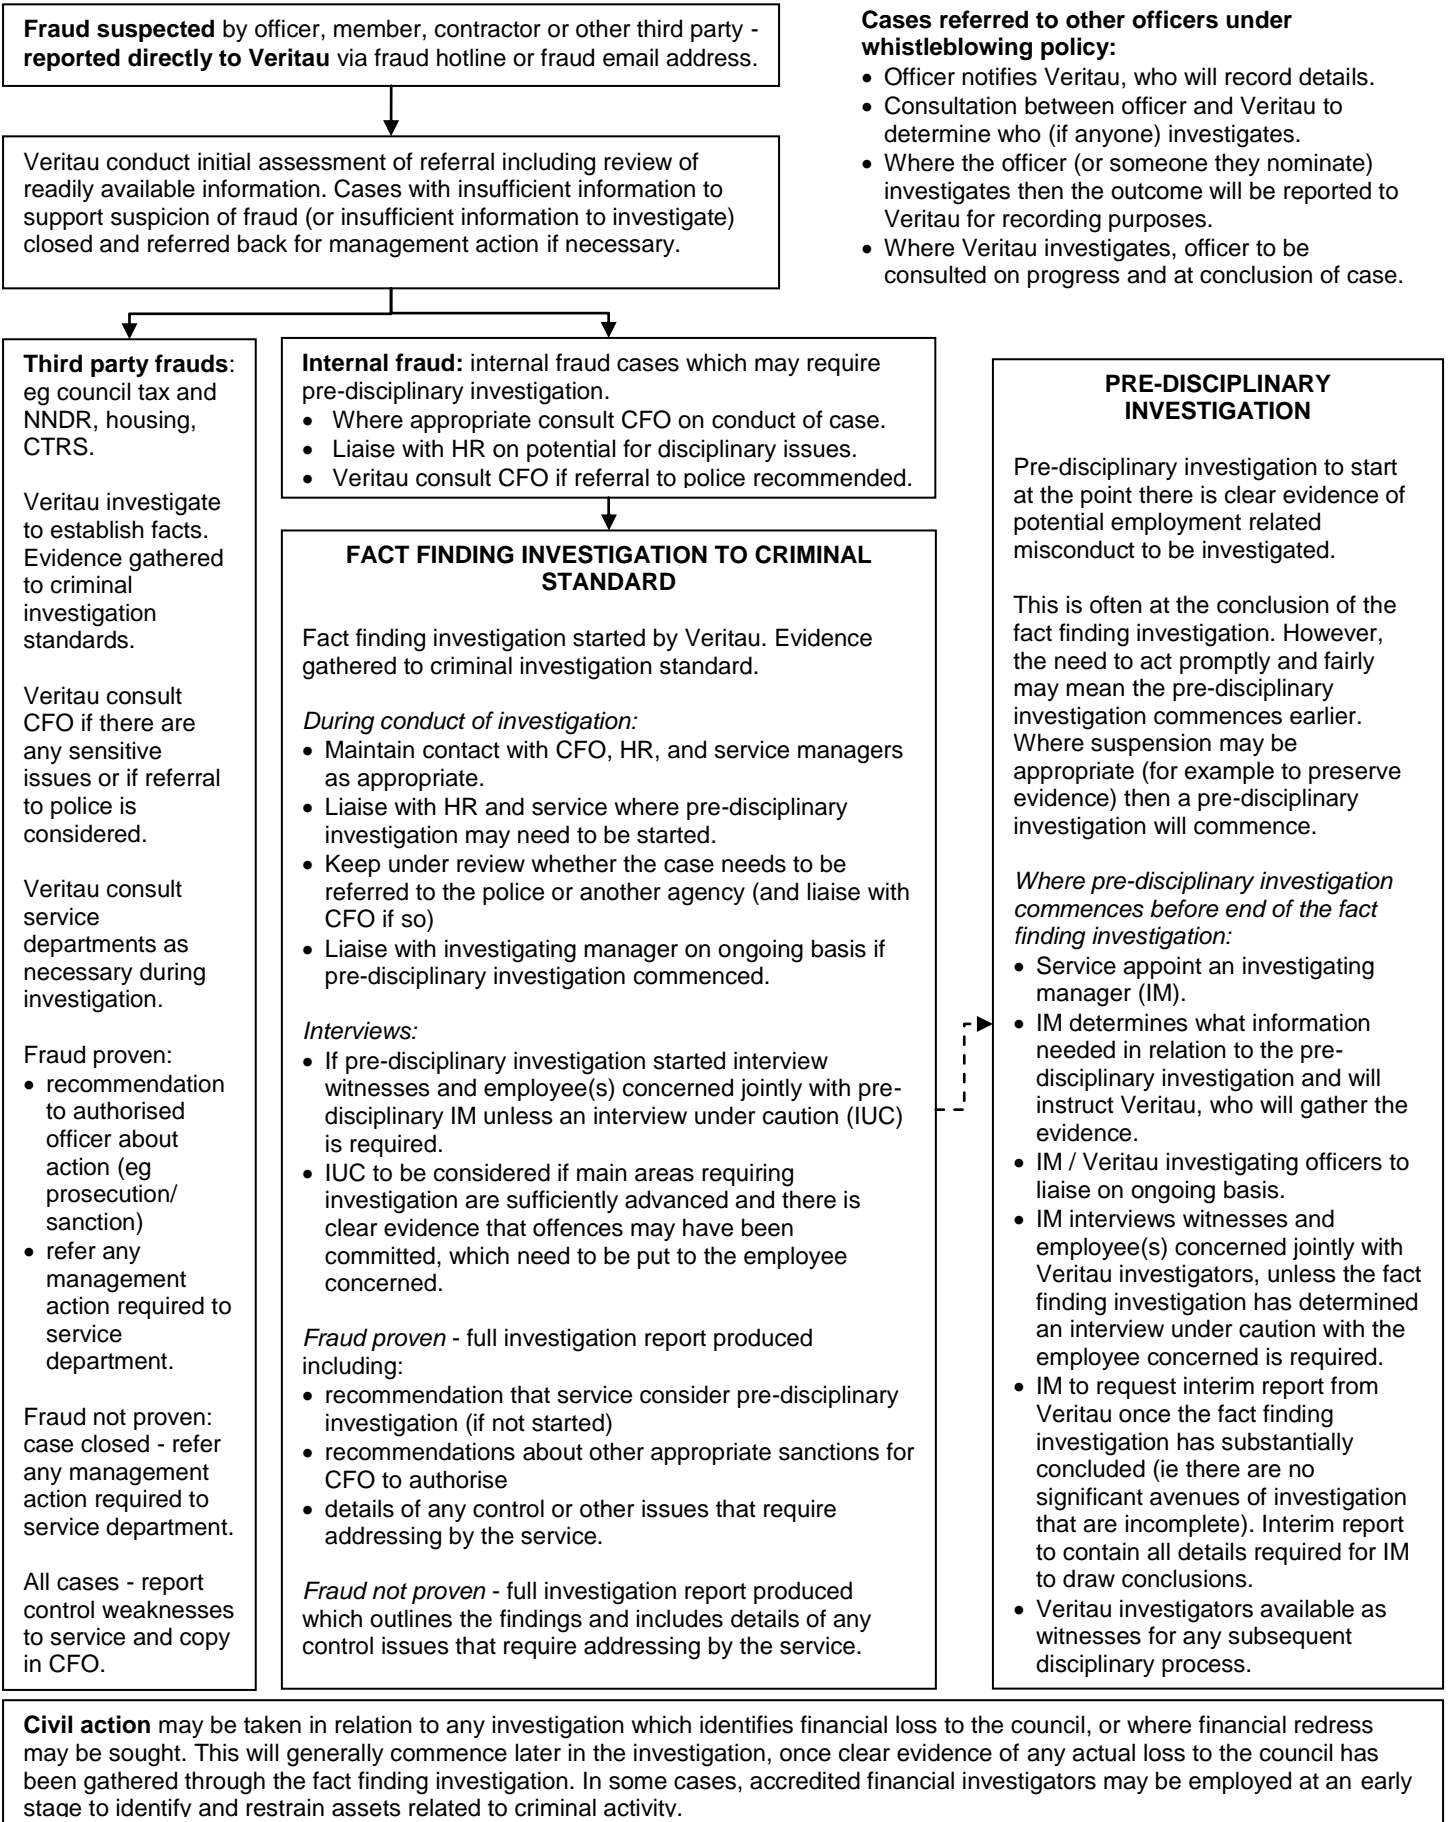 Fraud suspected by officer, member, contractor or other third party -
reported directly to Veritau via fraud hotline or fraud email address.
Cases referred to other officers under
whistleblowing policy:
• Officer notifies Veritau, who will record details.
• Consultation between officer and Veritau to
determine who (if anyone) investigates.
• Where the officer (or someone they nominate)
investigates then the outcome will be reported to
Veritau for recording purposes.
• Where Veritau investigates, officer to be
consulted on progress and at conclusion of case.
Veritau conduct initial assessment of referral including review of
readily available information. Cases with insufficient information to
support suspicion of fraud (or insufficient information to investigate)
closed and referred back for management action if necessary.
Third party frauds:
eg council tax and
NNDR, housing,
CTRS.
Veritau investigate
to establish facts.
Evidence gathered
to criminal
investigation
standards.
Veritau consult
CFO if there are
any sensitive
issues or if referral
to police is
considered.
Veritau consult
service
departments as
necessary during
investigation.
Fraud proven:
• recommendation
to authorised
officer about
action (eg
prosecution/
sanction)
• refer any
management
action required to
service
department.
Fraud not proven:
case closed - refer
any management
action required to
service department.
All cases - report
control weaknesses
to service and copy
in CFO.
Internal fraud: internal fraud cases which may require
pre-disciplinary investigation.
• Where appropriate consult CFO on conduct of case.
• Liaise with HR on potential for disciplinary issues.
• Veritau consult CFO if referral to police recommended.
FACT FINDING INVESTIGATION TO CRIMINAL
STANDARD
Fact finding investigation started by Veritau. Evidence
gathered to criminal investigation standard.
During conduct of investigation:
• Maintain contact with CFO, HR, and service managers
as appropriate.
• Liaise with HR and service where pre-disciplinary
investigation may need to be started.
• Keep under review whether the case needs to be
referred to the police or another agency (and liaise with
CFO if so)
• Liaise with investigating manager on ongoing basis if
pre-disciplinary investigation commenced.
Interviews:
• If pre-disciplinary investigation started interview
witnesses and employee(s) concerned jointly with pre-
disciplinary IM unless an interview under caution (IUC)
is required.
• IUC to be considered if main areas requiring
investigation are sufficiently advanced and there is
clear evidence that offences may have been
committed, which need to be put to the employee
concerned.
Fraud proven - full investigation report produced
including:
• recommendation that service consider pre-disciplinary
investigation (if not started)
• recommendations about other appropriate sanctions for
CFO to authorise
• details of any control or other issues that require
addressing by the service.
Fraud not proven - full investigation report produced
which outlines the findings and includes details of any
control issues that require addressing by the service.
PRE-DISCIPLINARY
INVESTIGATION
Pre-disciplinary investigation to start
at the point there is clear evidence of
potential employment related
misconduct to be investigated.
This is often at the conclusion of the
fact finding investigation. However,
the need to act promptly and fairly
may mean the pre-disciplinary
investigation commences earlier.
Where suspension may be
appropriate (for example to preserve
evidence) then a pre-disciplinary
investigation will commence.
Where pre-disciplinary investigation
commences before end of the fact
finding investigation:
• Service appoint an investigating
manager (IM).
• IM determines what information
needed in relation to the pre-
disciplinary investigation and will
instruct Veritau, who will gather the
evidence.
• IM / Veritau investigating officers to
liaise on ongoing basis.
• IM interviews witnesses and
employee(s) concerned jointly with
Veritau investigators, unless the fact
finding investigation has determined
an interview under caution with the
employee concerned is required.
• IM to request interim report from
Veritau once the fact finding
investigation has substantially
concluded (ie there are no
significant avenues of investigation
that are incomplete). Interim report
to contain all details required for IM
to draw conclusions.
• Veritau investigators available as
witnesses for any subsequent
disciplinary process.
Civil action may be taken in relation to any investigation which identifies financial loss to the council, or where financial redress
may be sought. This will generally commence later in the investigation, once clear evidence of any actual loss to the council has
been gathered through the fact finding investigation. In some cases, accredited financial investigators may be employed at an early
stage to identify and restrain assets related to criminal activity.